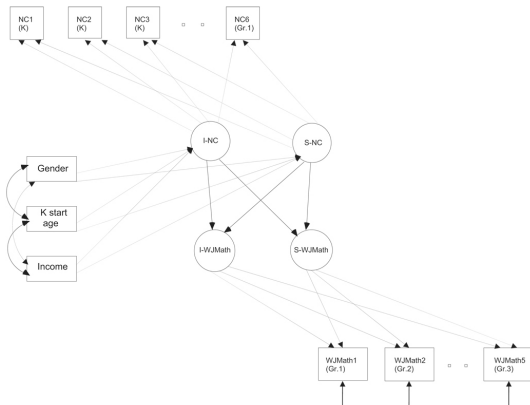 NC1
(K)
NC2
(K)
NC3
(K)
NC6
(Gr.1)
I-NC
S-NC
Gender
K start
age
Income
I-WJMath
S-WJMath
WJMath1
(Gr.1)
WJMath2
(Gr.2)
WJMath5
(Gr.3)